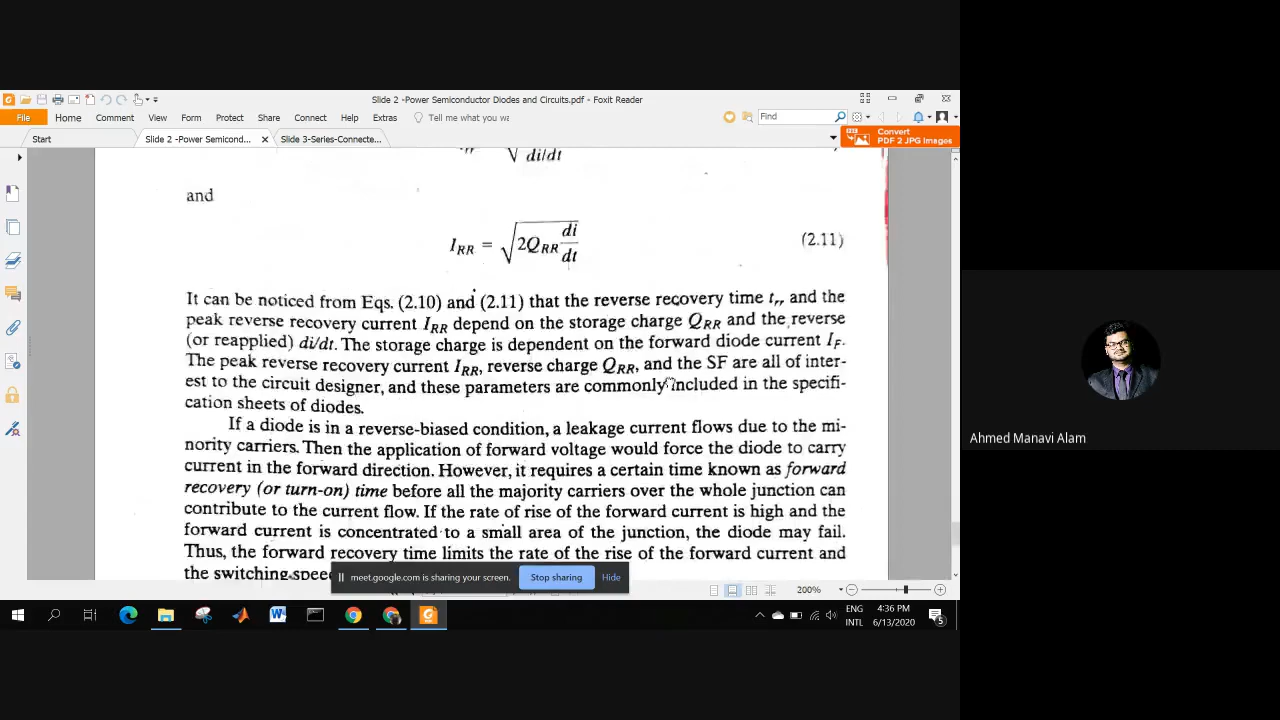 Slide 2 -Power Semiconductor Diodes and Circuits.pdf - Foxit Reader
File Home Comment View Form Protect Share Connect Help Extras Tell me what you wa Find
Start Slide 2 -Power Semicond... Slide 3-Series-Connecte...
Convert
PDF 2 JPG Images
di/dt
and
I_RR = √(2Q_RR di/dt) (2.11)
It can be noticed from Eqs. (2.10) and (2.11) that the reverse recovery time t_rr and the
peak reverse recovery current I_RR depend on the storage charge Q_RR and the reverse
(or reapplied) di/dt. The storage charge is dependent on the forward diode current I_F.
The peak reverse recovery current I_RR, reverse charge Q_RR, and the SF are all of inter-
est to the circuit designer, and these parameters are commonly included in the specifi-
cation sheets of diodes.
If a diode is in a reverse-biased condition, a leakage current flows due to the mi-
nority carriers. Then the application of forward voltage would force the diode to carry
current in the forward direction. However, it requires a certain time known as forward
recovery (or turn-on) time before all the majority carriers over the whole junction can
contribute to the current flow. If the rate of rise of the forward current is high and the
forward current is concentrated to a small area of the junction, the diode may fail.
Thus, the forward recovery time limits the rate of the rise of the forward current and
the switching spee
meet.google.com is sharing your screen. Stop sharing Hide
200%
ENG
INTL
4:36 PM
6/13/2020
5
Ahmed Manavi Alam